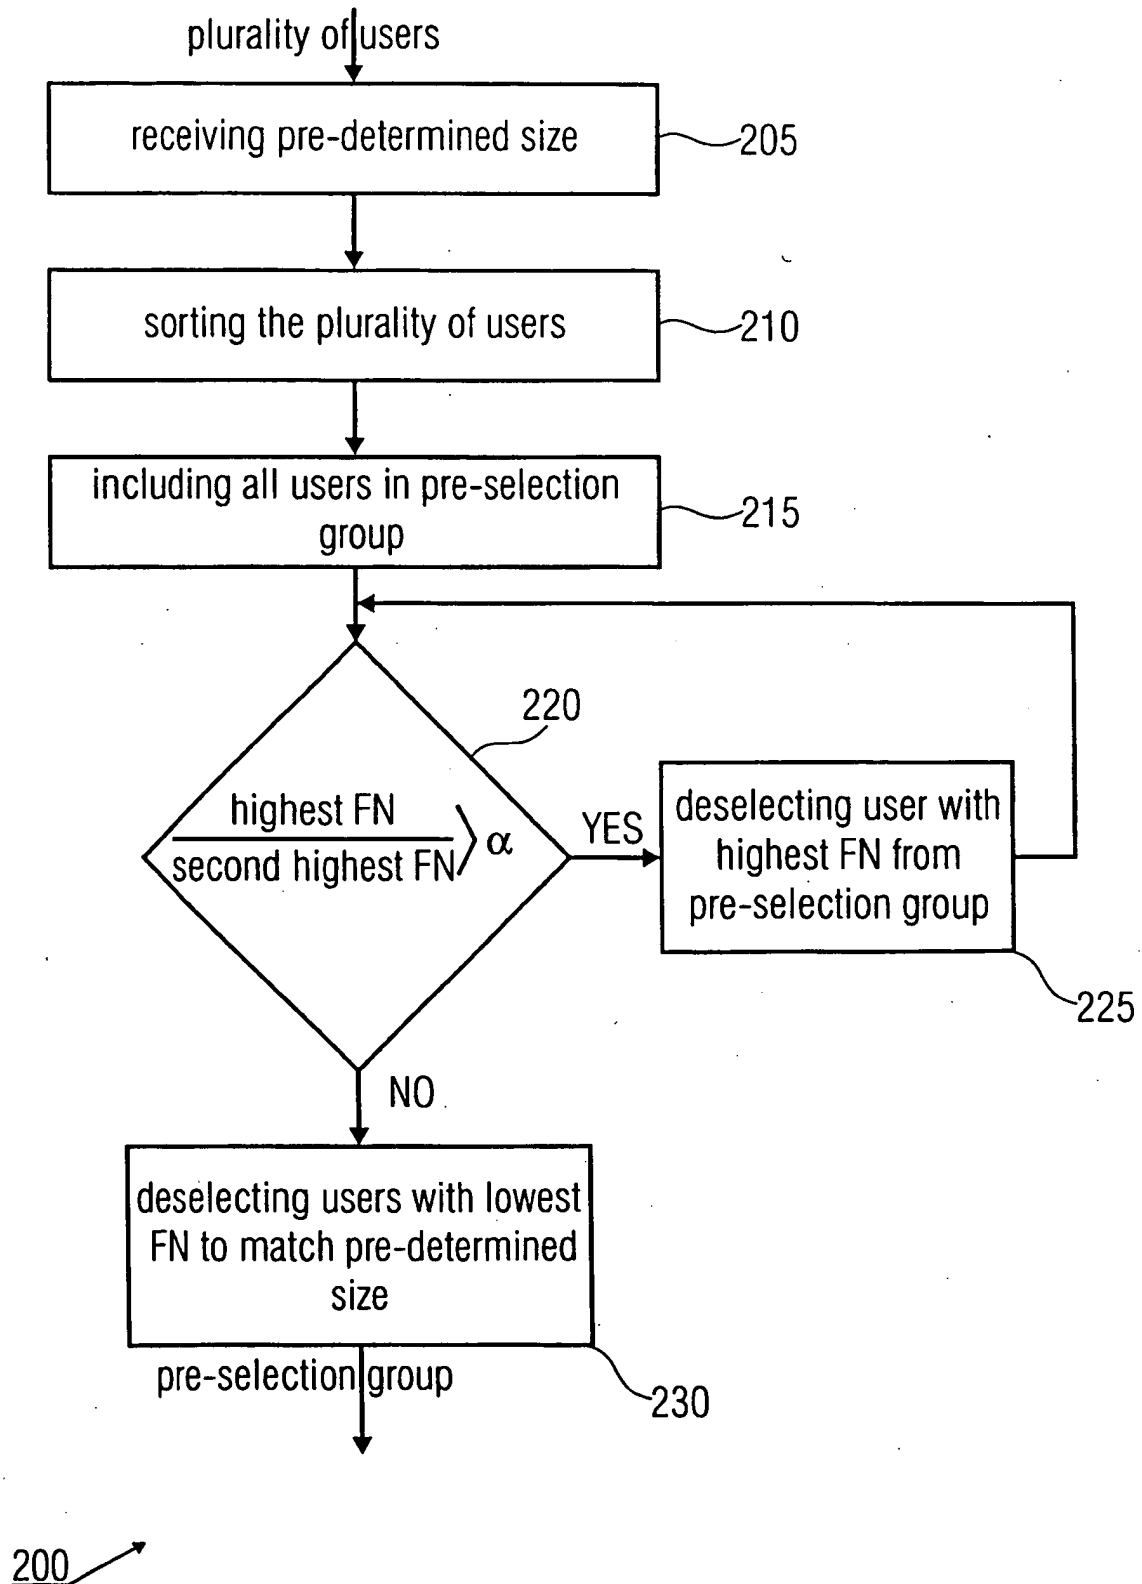 plurality of users
receiving pre-determined size
205
sorting the plurality of users
210
including all users in pre-selection
group
215
220
highest FN
second highest FN > α
YES
deselecting user with
highest FN from
pre-selection group
225
NO
deselecting users with lowest
FN to match pre-determined
size
pre-selection group
230
200